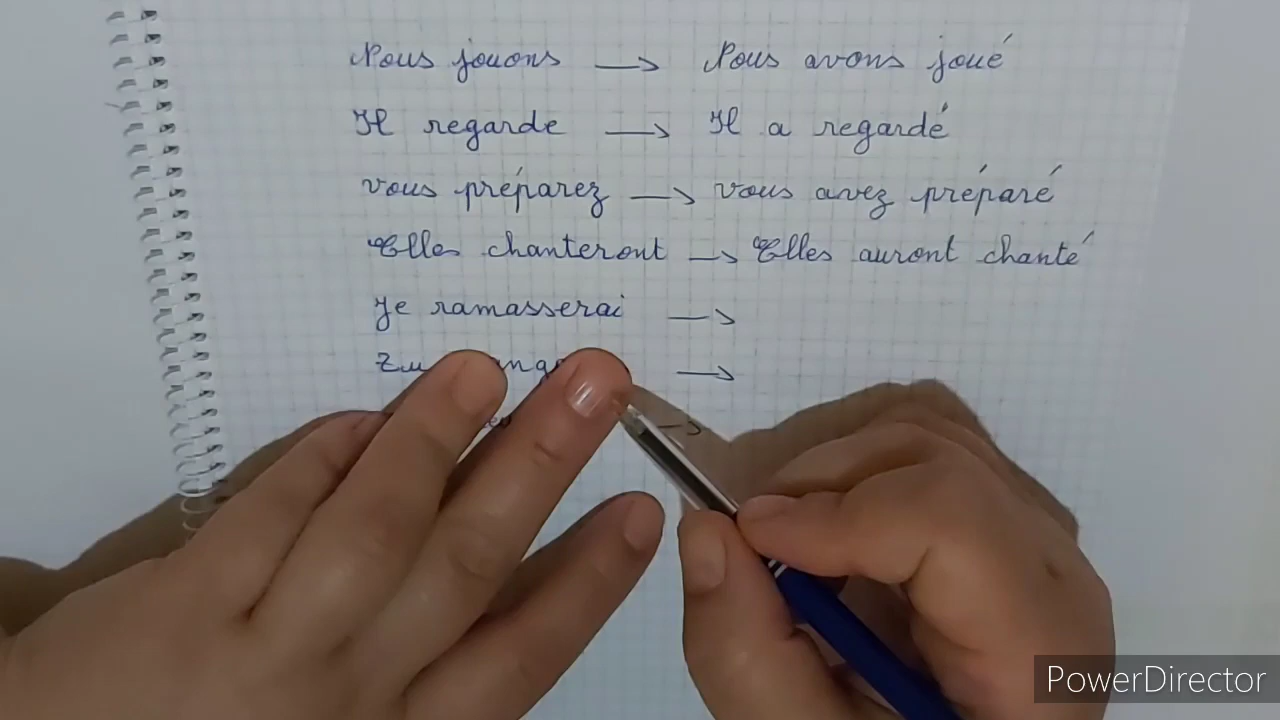 Nous jouons → Nous avons joué
Il regarde → Il a regardé
vous préparez → vous avez préparé
Elles chanteront → Elles auront chanté
Je ramasserai →
Tu →
→
PowerDirector